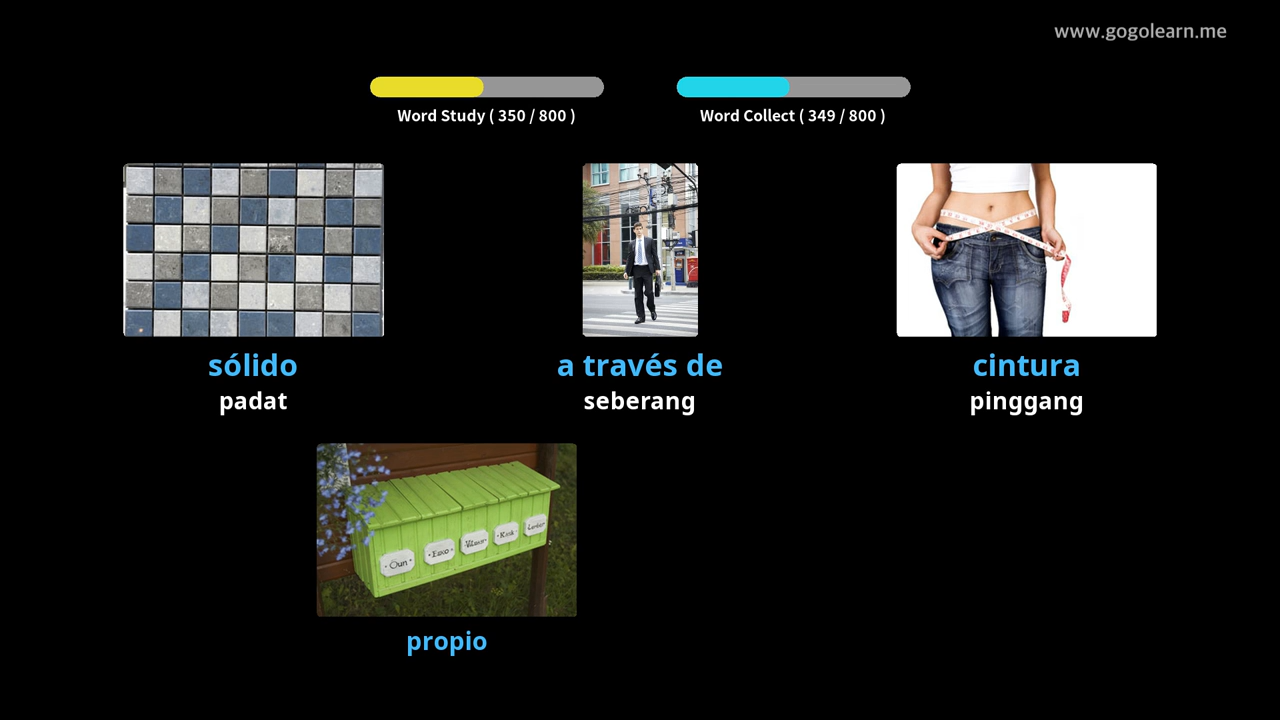 www.gogolearn.me
Word Study ( 350 / 800 )
Word Collect ( 349 / 800 )
sólido
padat
a través de
seberang
cintura
pinggang
Õun
propio